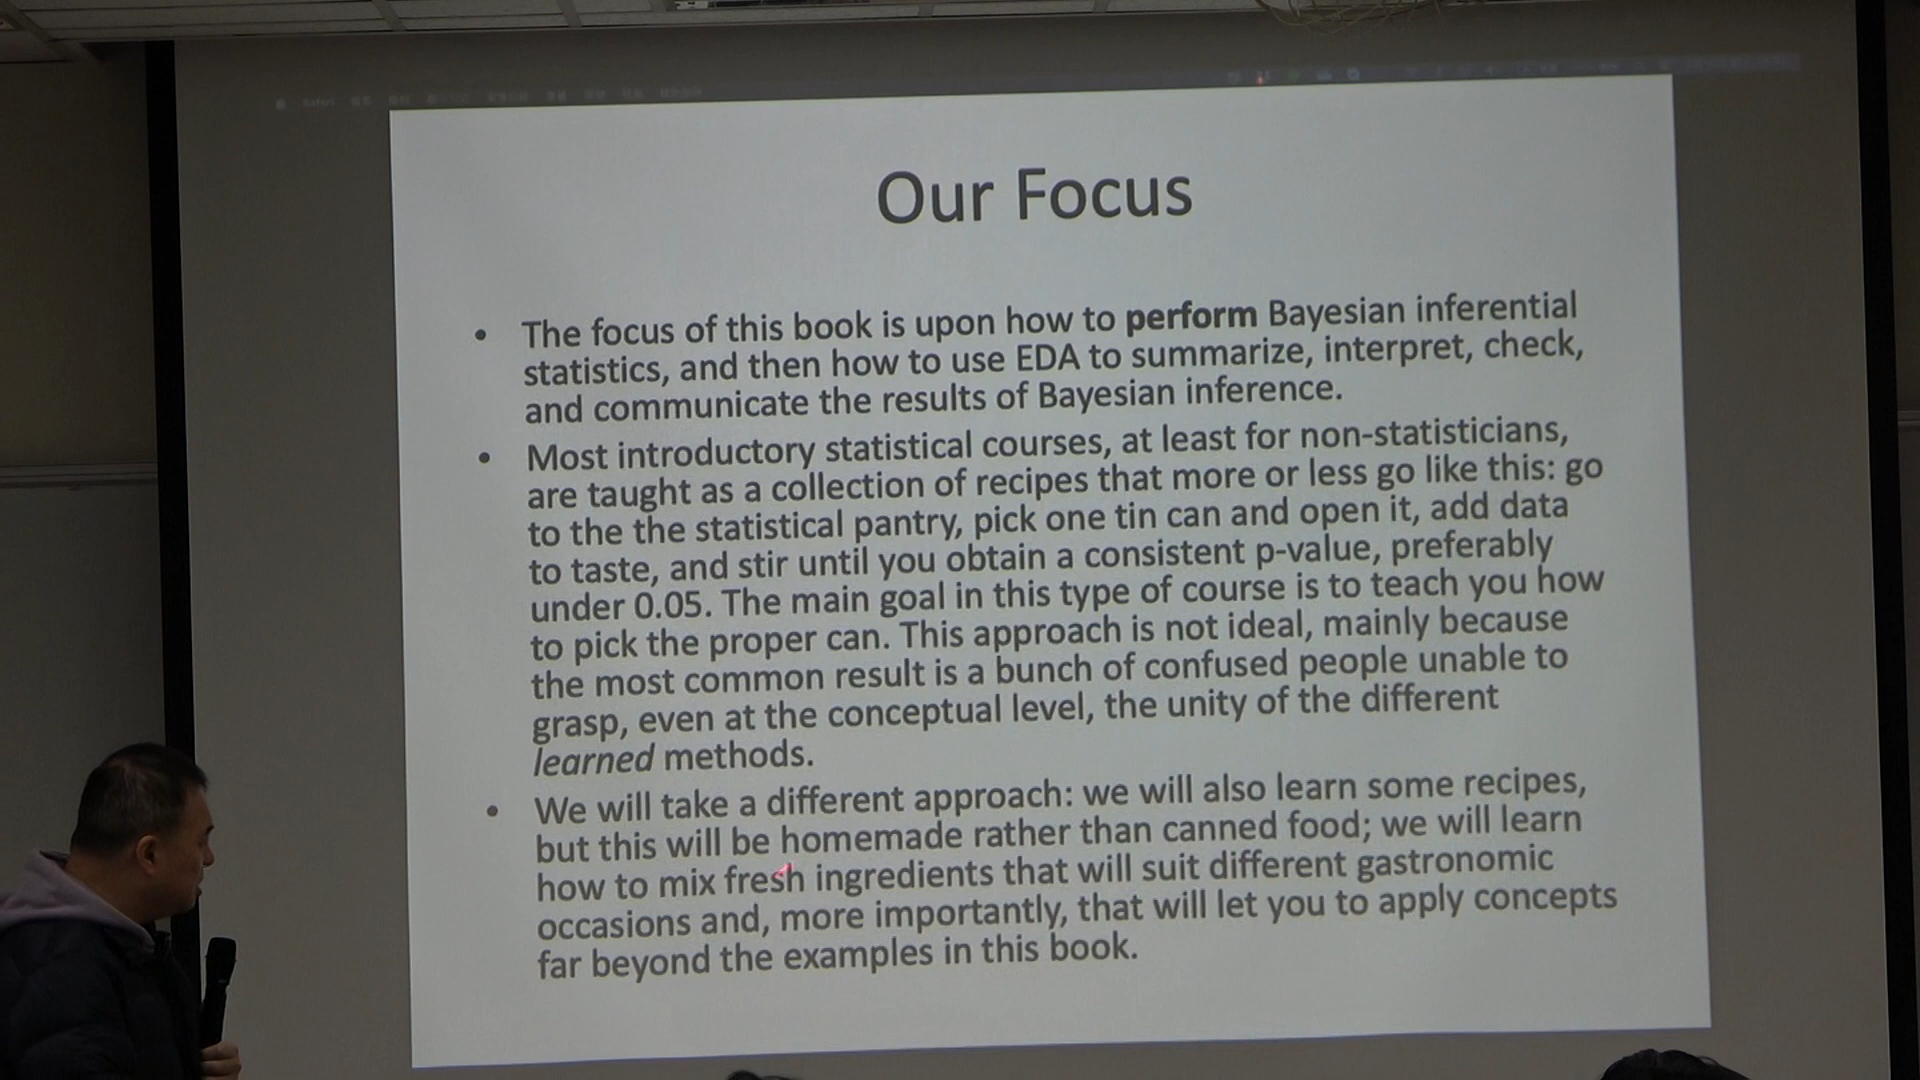 Safari
Our Focus
• The focus of this book is upon how to perform Bayesian inferential
statistics, and then how to use EDA to summarize, interpret, check,
and communicate the results of Bayesian inference.
• Most introductory statistical courses, at least for non-statisticians,
are taught as a collection of recipes that more or less go like this: go
to the the statistical pantry, pick one tin can and open it, add data
to taste, and stir until you obtain a consistent p-value, preferably
under 0.05. The main goal in this type of course is to teach you how
to pick the proper can. This approach is not ideal, mainly because
the most common result is a bunch of confused people unable to
grasp, even at the conceptual level, the unity of the different
learned methods.
• We will take a different approach: we will also learn some recipes,
but this will be homemade rather than canned food; we will learn
how to mix fresh ingredients that will suit different gastronomic
occasions and, more importantly, that will let you to apply concepts
far beyond the examples in this book.